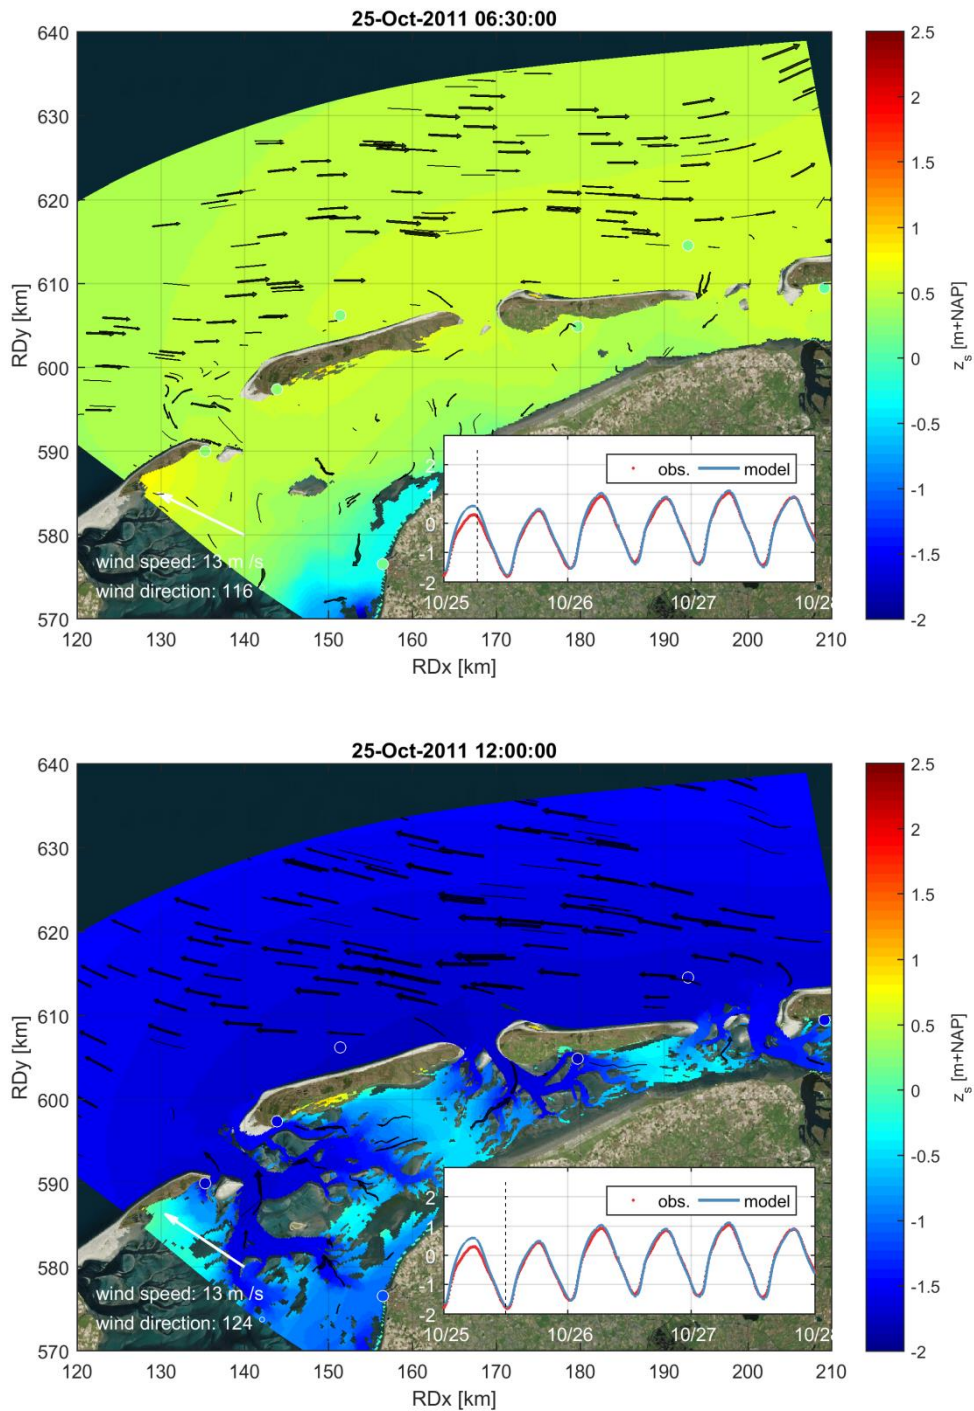 25-Oct-2011 06:30:00
640
630
620
610
600
590
580
570
RDy [km]
obs. model
2
1
0
-1
-2
10/25 10/26 10/27 10/28
wind speed: 13 m /s
wind direction: 116
120 130 140 150 160 170 180 190 200 210
RDx [km]
2.5
2
1.5
1
0.5
0
-0.5
-1
-1.5
-2
z_s [m+NAP]
25-Oct-2011 12:00:00
640
630
620
610
600
590
580
570
RDy [km]
obs. model
2
1
0
-1
-2
10/25 10/26 10/27 10/28
wind speed: 13 m /s
wind direction: 124
120 130 140 150 160 170 180 190 200 210
RDx [km]
2.5
2
1.5
1
0.5
0
-0.5
-1
-1.5
-2
z_s [m+NAP]